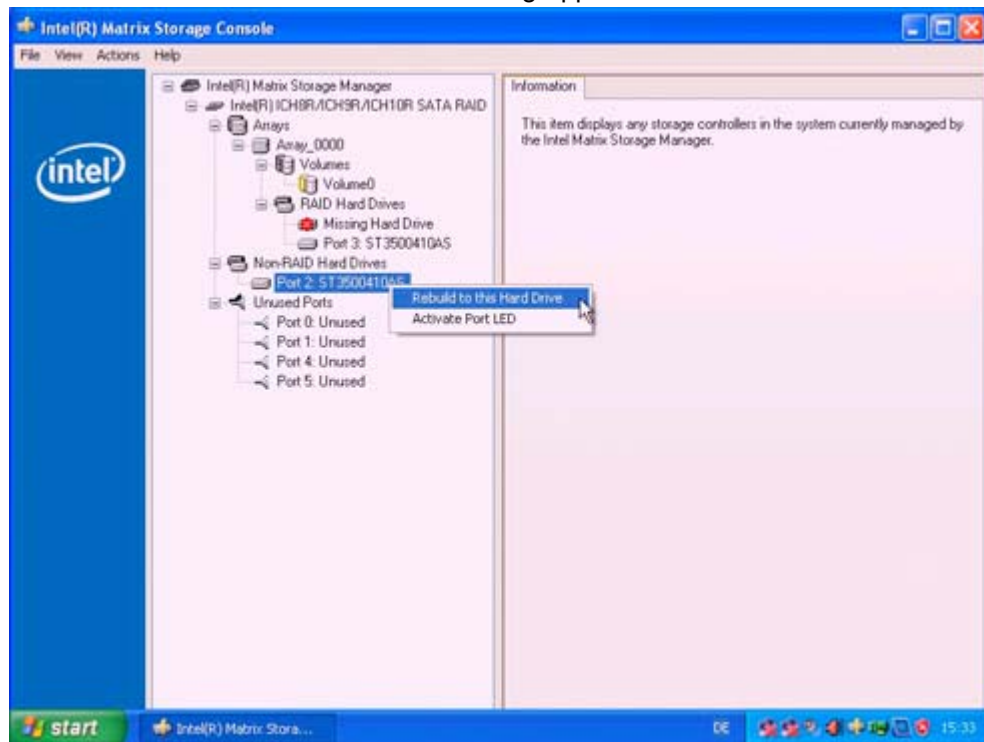 Intel(R) Matrix Storage Console
File View Actions Help
intel
Intel(R) Matrix Storage Manager
Intel(R) ICH8R/ICH9R/ICH10R SATA RAID
Arrays
Array_0000
Volumes
Volume0
RAID Hard Drives
Missing Hard Drive
Port 3: ST3500410AS
Non-RAID Hard Drives
Port 2: ST3500410AS
Unused Ports
Port 0: Unused
Port 1: Unused
Port 4: Unused
Port 5: Unused
Rebuild to this Hard Drive
Activate Port LED
Information
This item displays any storage controllers in the system currently managed by
the Intel Matrix Storage Manager.
start
Intel(R) Matrix Stora...
DE
15:33